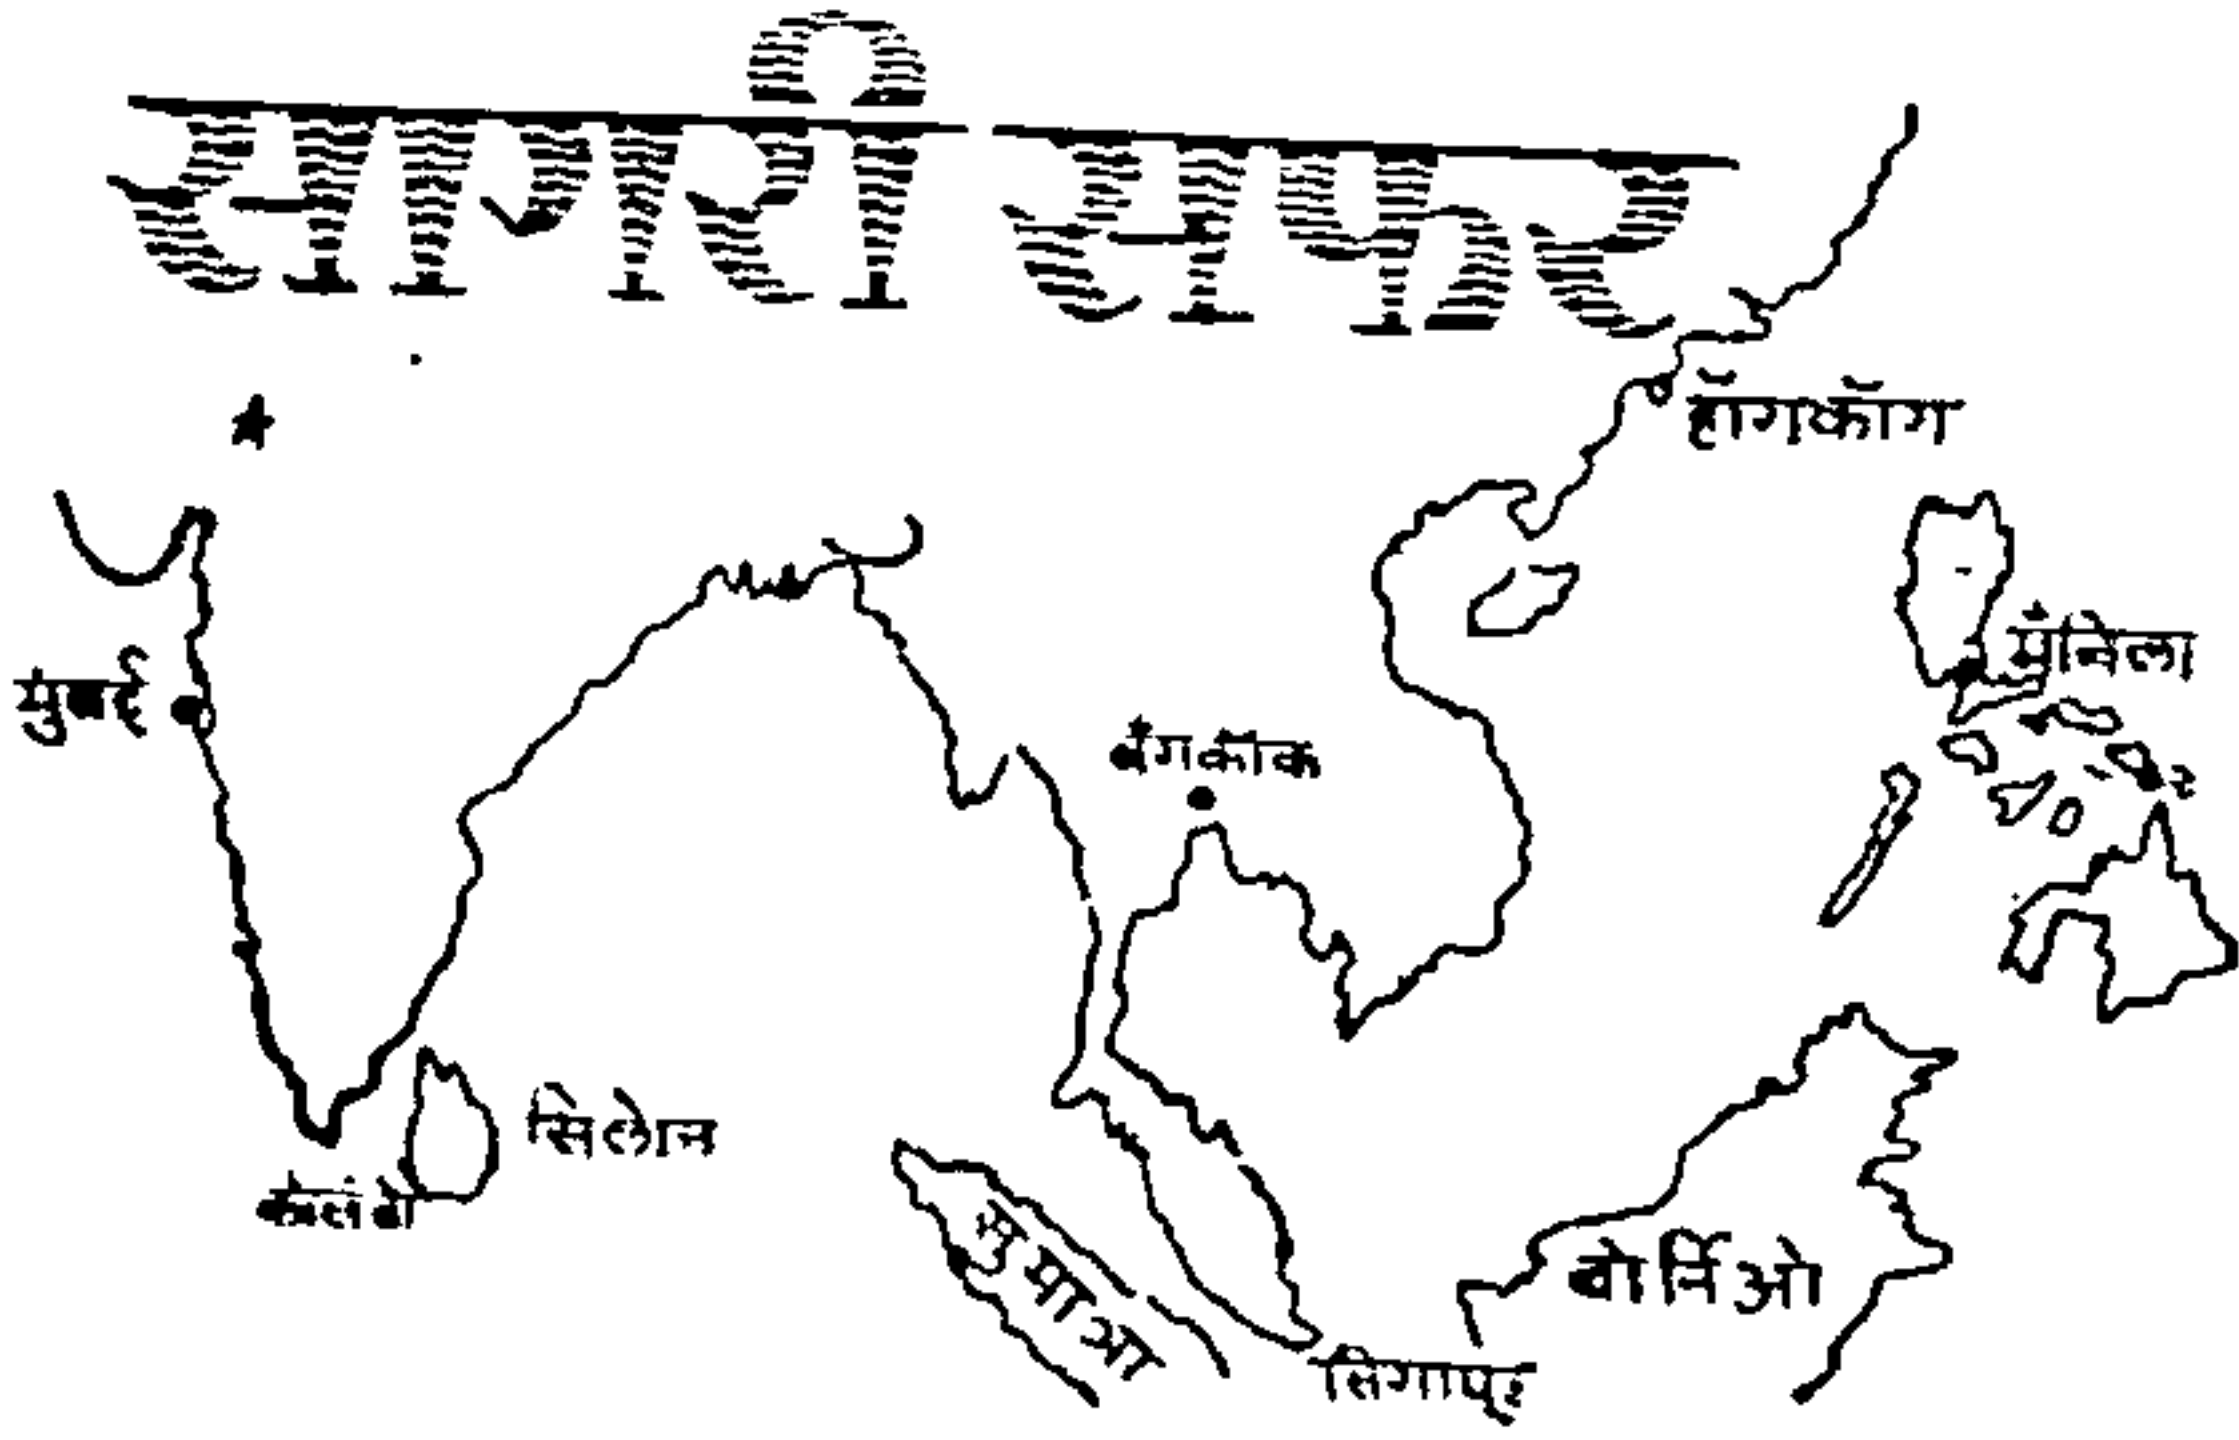 सागरी सफर
हॉंगकॉंग
मॅनिला
मुंबई
बँगकॉक
सिलोन
कोलंबो
सुमात्रा
बोर्निओ
सिंगापूर